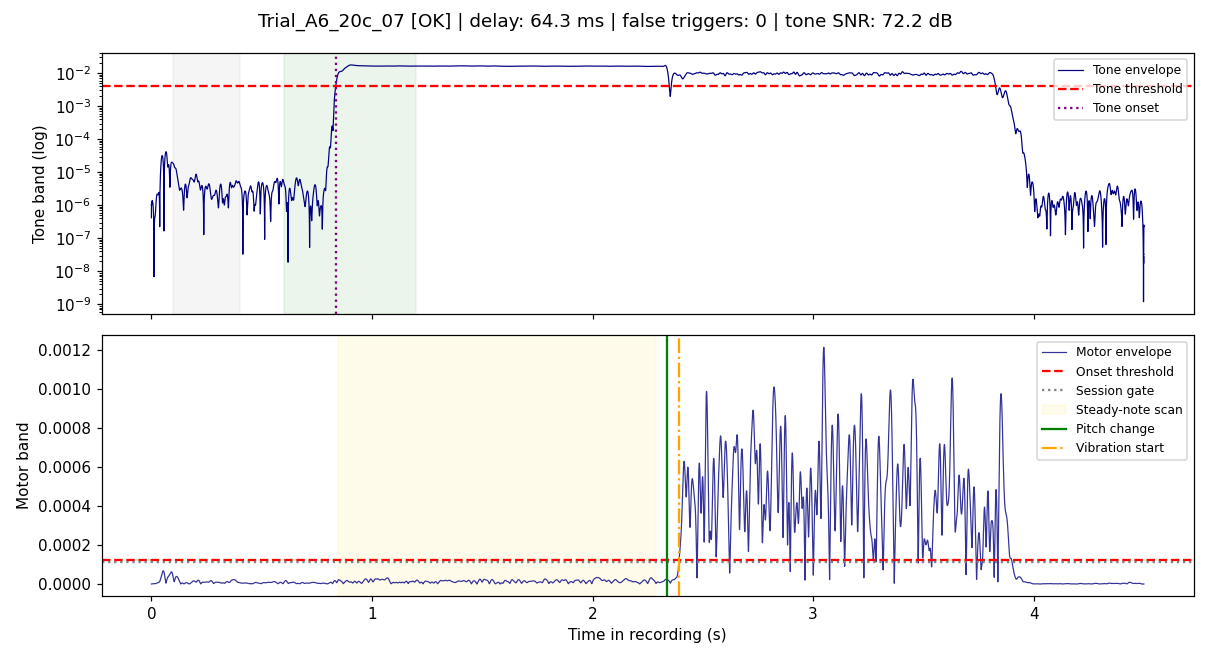 Trial_A6_20c_07 [OK] | delay: 64.3 ms | false triggers: 0 | tone SNR: 72.2 dB
Tone band (log)
10⁻²
10⁻³
10⁻⁴
10⁻⁵
10⁻⁶
10⁻⁷
10⁻⁸
10⁻⁹
Tone envelope
Tone threshold
Tone onset
Motor band
0.0012
0.0010
0.0008
0.0006
0.0004
0.0002
0.0000
Motor envelope
Onset threshold
Session gate
Steady-note scan
Pitch change
Vibration start
0 1 2 3 4
Time in recording (s)